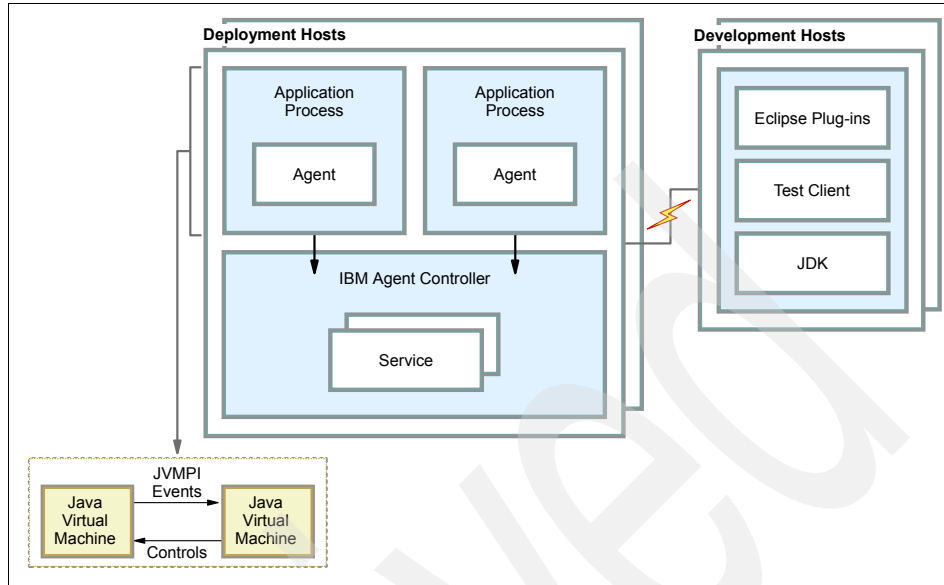 Deployment Hosts
Development Hosts
Application
Process
Application
Process
Agent
Agent
IBM Agent Controller
Service
Eclipse Plug-ins
Test Client
JDK
JVMPI
Events
Java
Virtual
Machine
Java
Virtual
Machine
Controls